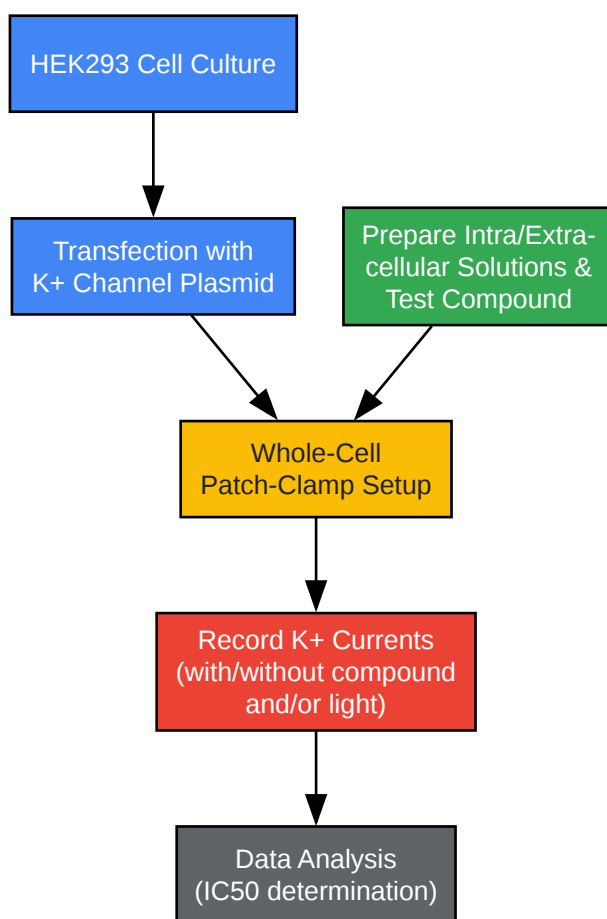 HEK293 Cell Culture
Transfection with
K+ Channel Plasmid
Prepare Intra/Extra-
cellular Solutions &
Test Compound
Whole-Cell
Patch-Clamp Setup
Record K+ Currents
(with/without compound
and/or light)
Data Analysis
(IC50 determination)